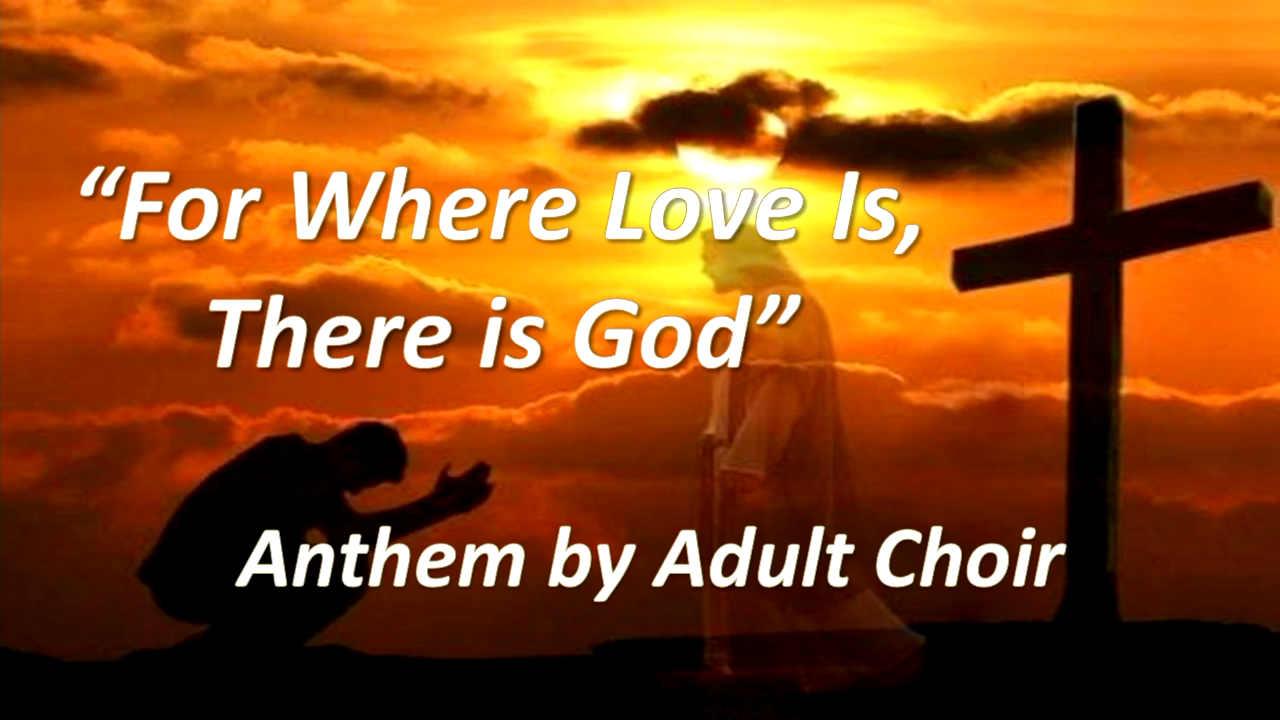 “For Where Love Is,
There is God”
Anthem by Adult Choir